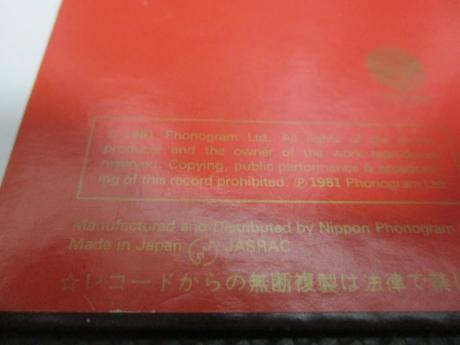 ℗ 1981 Phonogram Ltd. All rights of the
producer and the owner of the work reproduced
reserved. Copying, public performance &
ing of this record prohibited. ℗ 1981 Phonogram Ltd.
Manufactured and Distributed by Nippon Phonogram
Made in Japan JASRAC
☆レコードからの無断複製は法律で禁